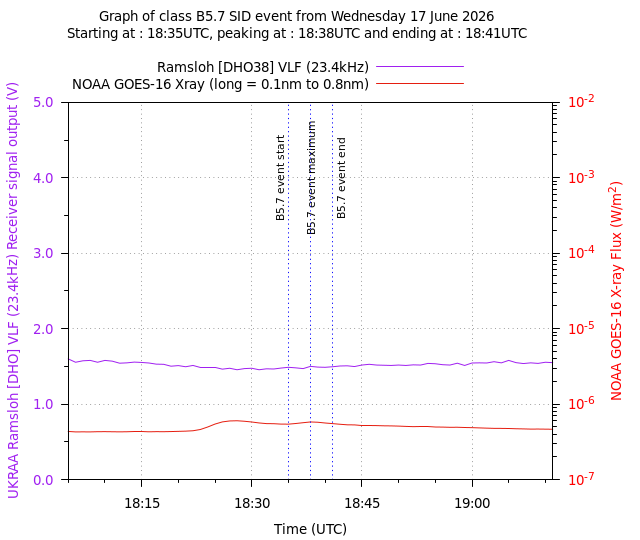 Graph of class B5.7 SID event from Wednesday 17 June 2026
Starting at : 18:35UTC, peaking at : 18:38UTC and ending at : 18:41UTC
Ramsloh [DHO38] VLF (23.4kHz)
NOAA GOES-16 Xray (long = 0.1nm to 0.8nm)
UKRAA Ramsloh [DHO] VLF (23.4kHz) Receiver signal output (V)
5.0
4.0
3.0
2.0
1.0
0.0
B5.7 event start
B5.7 event maximum
B5.7 event end
10⁻²
10⁻³
10⁻⁴
10⁻⁵
10⁻⁶
10⁻⁷
NOAA GOES-16 X-ray Flux (W/m²)
18:15
18:30
18:45
19:00
Time (UTC)